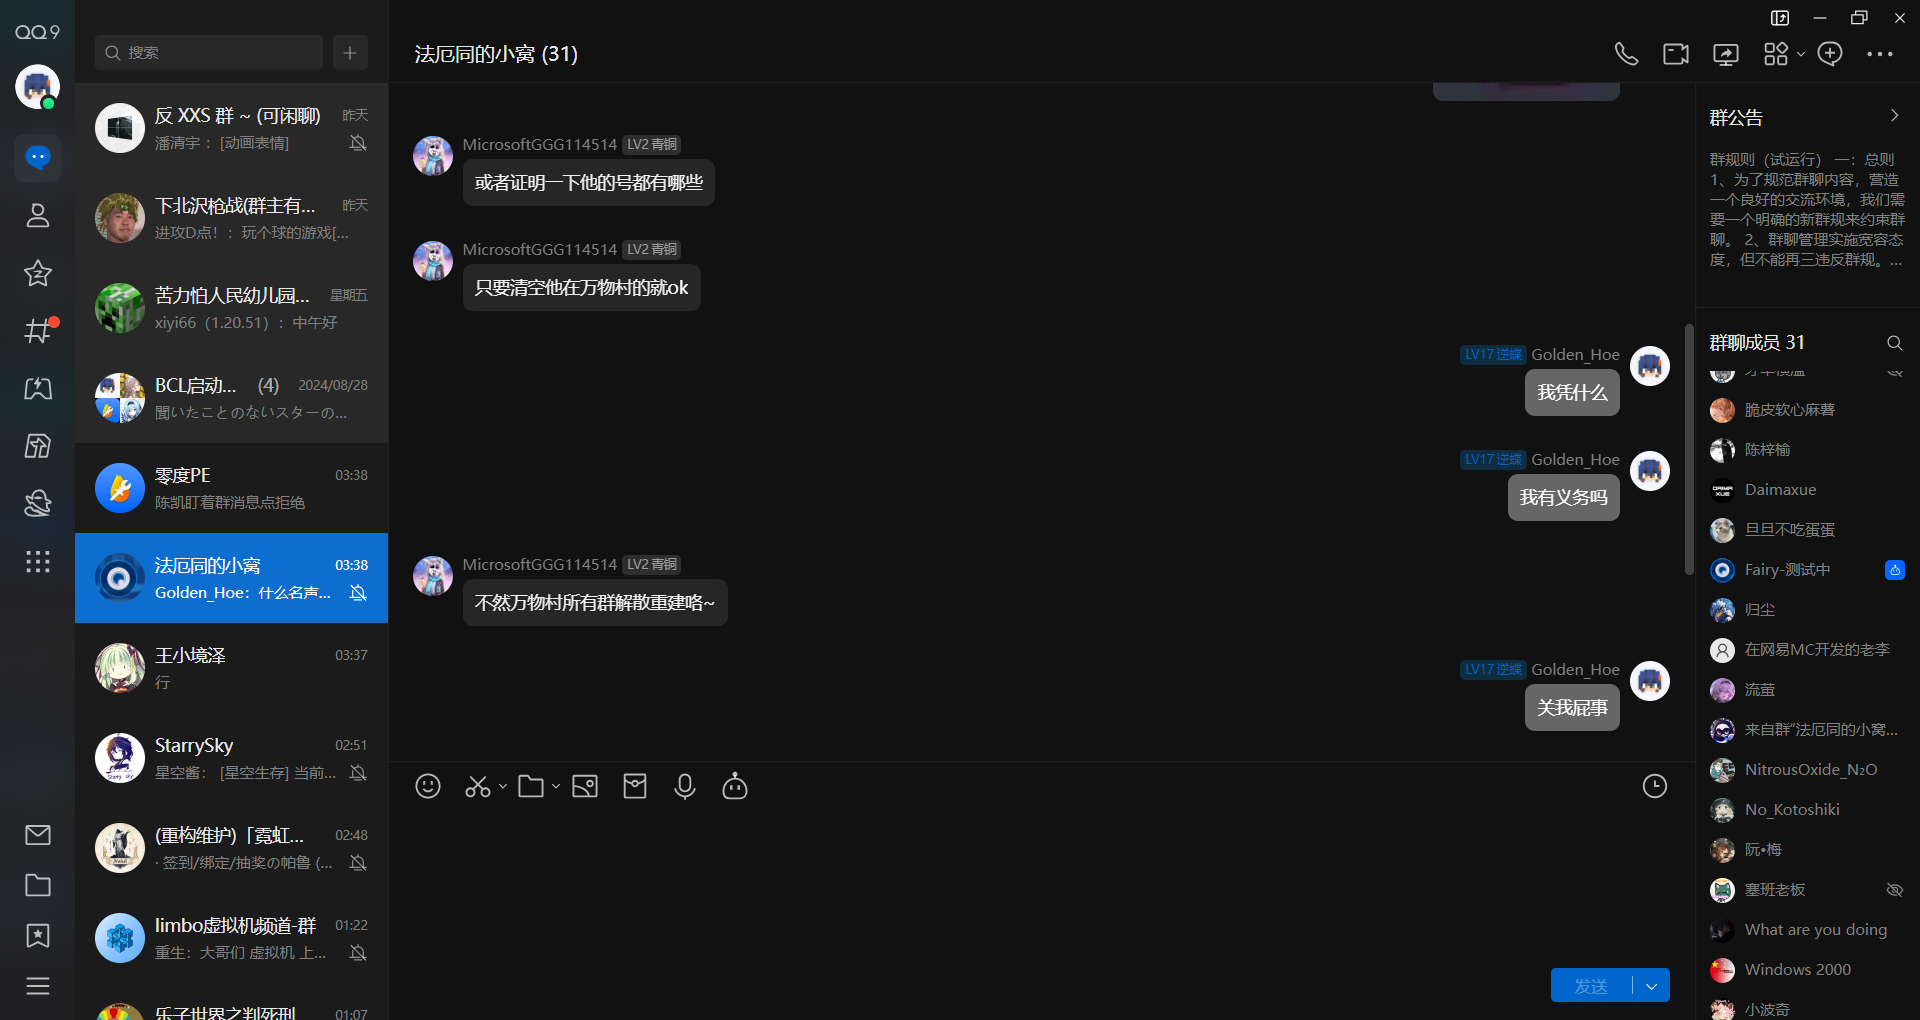 QQ9
搜索
反 XXS 群 ~ (可闲聊)
昨天
潘清宇 : [动画表情]
下北沢枪战(群主有...
昨天
进攻D点! : 玩个球的游戏[...
苦力怕人民幼儿园...
星期五
xiyi66（1.20.51） : 中午好
BCL启动... (4)
2024/08/28
聞いたことのないスターの...
零度PE
03:38
陈凯盯着群消息点拒绝
法厄同的小窝
03:38
Golden_Hoe: 什么名声...
王小境泽
03:37
行
StarrySky
02:51
星空酱: [星空生存] 当前...
(重构维护)「霓虹...
02:48
· 签到/绑定/抽奖の帕鲁 (...
limbo虚拟机频道-群
01:22
重生: 大哥们 虚拟机 上...
乐子世界之判死刑
01:07
法厄同的小窝 (31)
MicrosoftGGG114514 LV2 青铜
或者证明一下他的号都有哪些
MicrosoftGGG114514 LV2 青铜
只要清空他在万物村的就ok
LV17 逆蝶 Golden_Hoe
我凭什么
LV17 逆蝶 Golden_Hoe
我有义务吗
MicrosoftGGG114514 LV2 青铜
不然万物村所有群解散重建咯~
LV17 逆蝶 Golden_Hoe
关我屁事
发送
群公告
群规则（试运行） 一：总则
1、为了规范群聊内容，营造
一个良好的交流环境，我们需
要一个明确的新群规来约束群
聊。 2、群聊管理实施宽容态
度，但不能再三违反群规。...
群聊成员 31
脆皮软心麻薯
陈梓榆
Daimaxue
旦旦不吃蛋蛋
Fairy-测试中
归尘
在网易MC开发的老李
流萤
来自群“法厄同的小窝...
NitrousOxide_N₂O
No_Kotoshiki
阮•梅
塞班老板
What are you doing
Windows 2000
小波奇